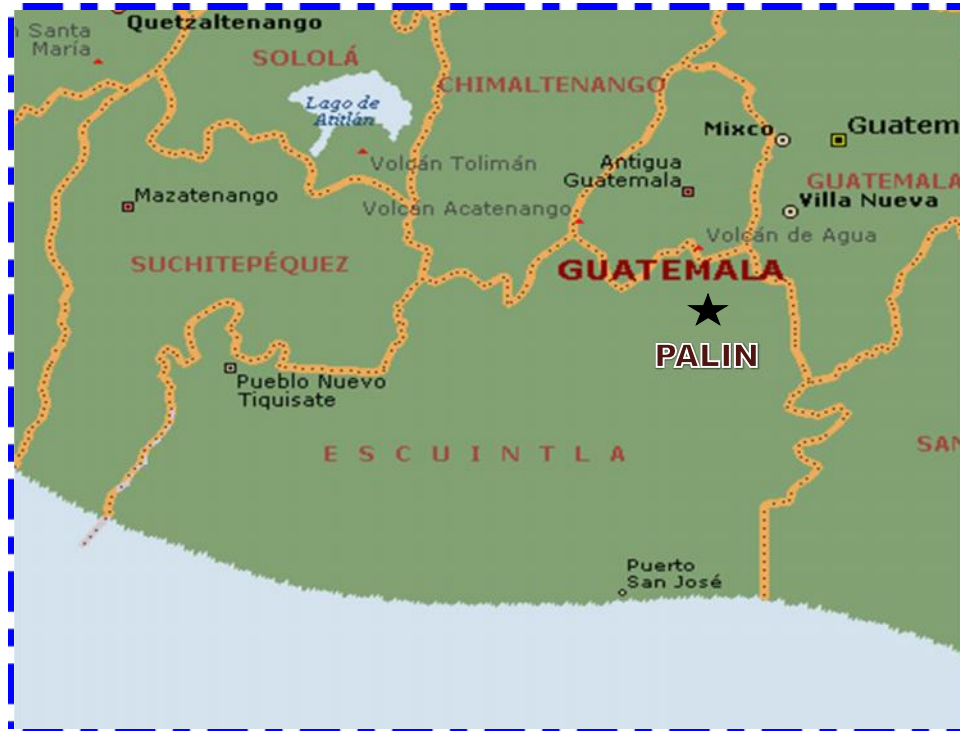 Quetzaltenango
Santa
María
SOLOLÁ
CHIMALTENANGO
Lago de
Atitlán
Mixco
Guatem
Volcán Tolimán
Antigua
Guatemala
GUATEMALA
Mazatenango
Volcán Acatenango
Villa Nueva
Volcán de Agua
SUCHITEPÉQUEZ
GUATEMALA
PALIN
Pueblo Nuevo
Tiquisate
ESCUINTLA
SAN
Puerto
San José